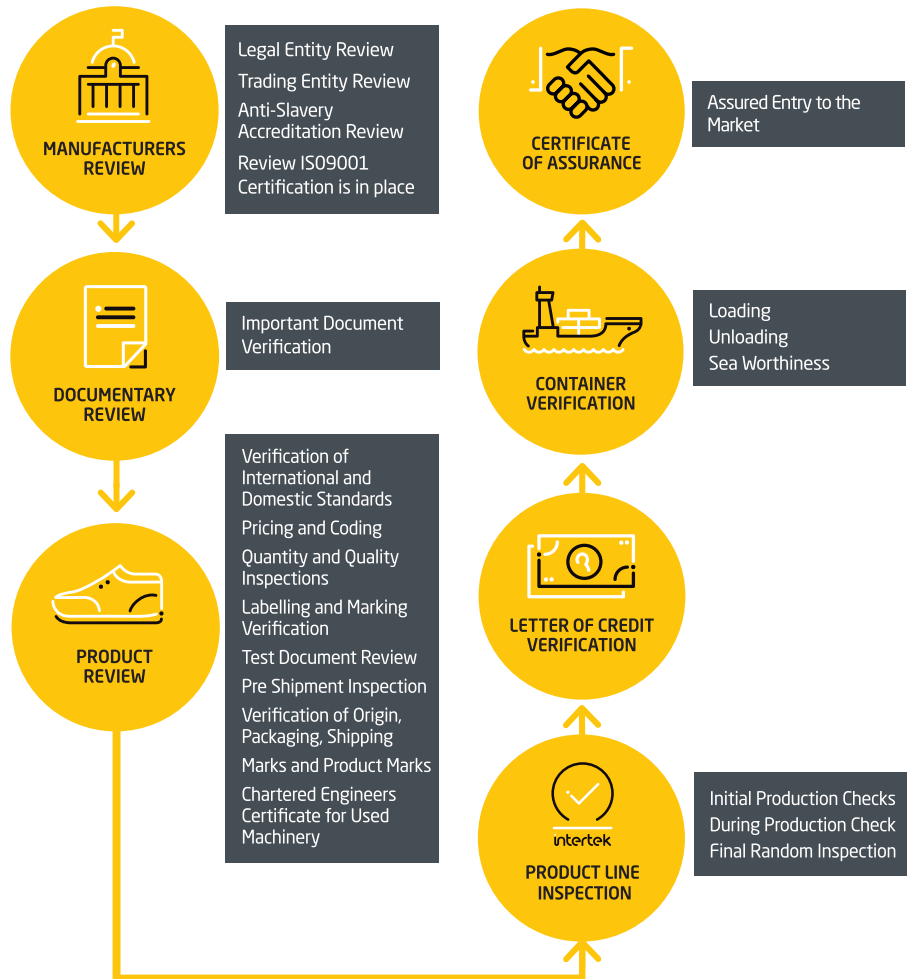 MANUFACTURERS
REVIEW
Legal Entity Review
Trading Entity Review
Anti-Slavery
Accreditation Review
Review ISO9001
Certification is in place
DOCUMENTARY
REVIEW
Important Document
Verification
PRODUCT
REVIEW
Verification of
International and
Domestic Standards
Pricing and Coding
Quantity and Quality
Inspections
Labelling and Marking
Verification
Test Document Review
Pre Shipment Inspection
Verification of Origin,
Packaging, Shipping
Marks and Product Marks
Chartered Engineers
Certificate for Used
Machinery
intertek
PRODUCT LINE
INSPECTION
Initial Production Checks
During Production Check
Final Random Inspection
LETTER OF CREDIT
VERIFICATION
CONTAINER
VERIFICATION
Loading
Unloading
Sea Worthiness
CERTIFICATE
OF ASSURANCE
Assured Entry to the
Market